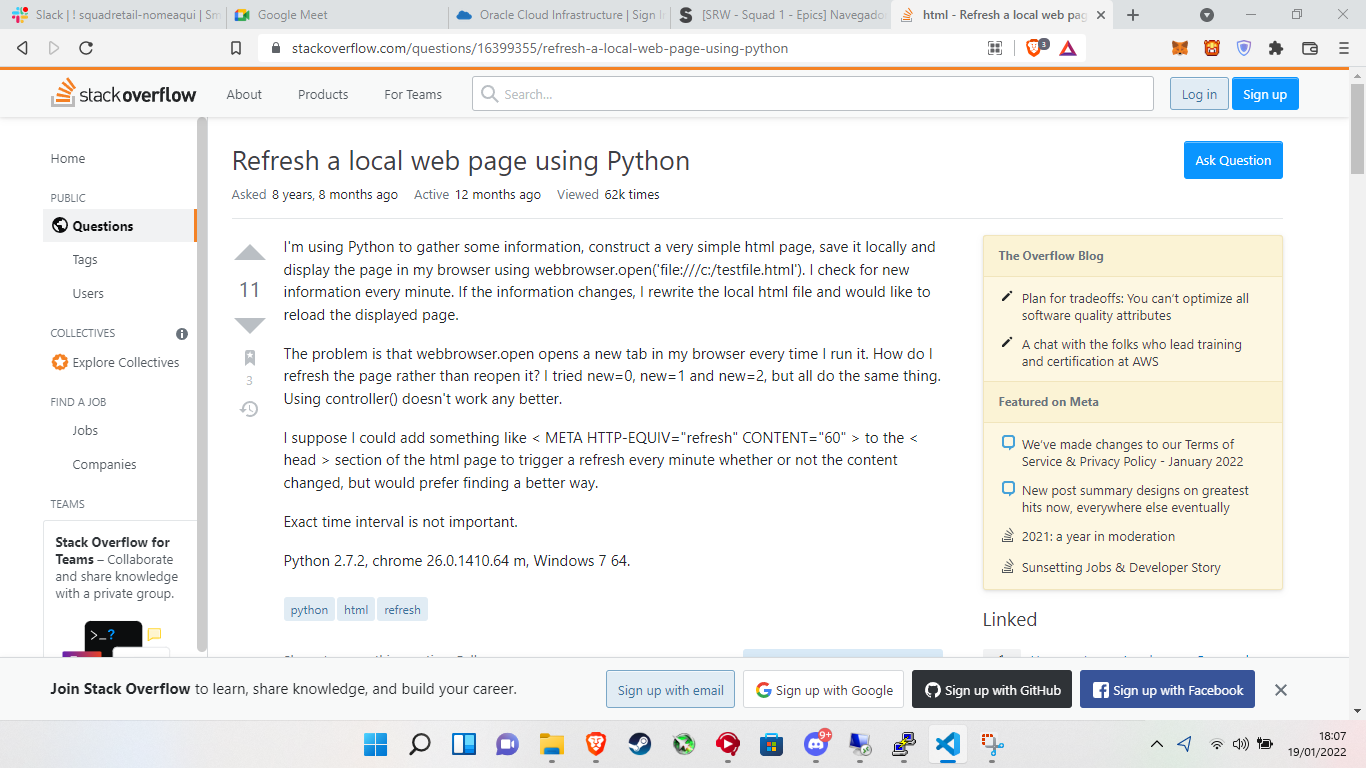 Slack | ! squadretail-nomeaqui | Sm
Google Meet
Oracle Cloud Infrastructure | Sign I
[SRW - Squad 1 - Epics] Navegado
html - Refresh a local web pag
stackoverflow.com/questions/16399355/refresh-a-local-web-page-using-python
3
stackoverflow
About
Products
For Teams
Search...
Log in
Sign up
Home
PUBLIC
Questions
Tags
Users
COLLECTIVES
Explore Collectives
FIND A JOB
Jobs
Companies
TEAMS
Stack Overflow for
Teams – Collaborate
and share knowledge
with a private group.
>_?
Refresh a local web page using Python
Ask Question
Asked 8 years, 8 months ago Active 12 months ago Viewed 62k times
11
3
I'm using Python to gather some information, construct a very simple html page, save it locally and
display the page in my browser using webbrowser.open('file:///c:/testfile.html'). I check for new
information every minute. If the information changes, I rewrite the local html file and would like to
reload the displayed page.
The problem is that webbrowser.open opens a new tab in my browser every time I run it. How do I
refresh the page rather than reopen it? I tried new=0, new=1 and new=2, but all do the same thing.
Using controller() doesn't work any better.
I suppose I could add something like < META HTTP-EQUIV="refresh" CONTENT="60" > to the <
head > section of the html page to trigger a refresh every minute whether or not the content
changed, but would prefer finding a better way.
Exact time interval is not important.
Python 2.7.2, chrome 26.0.1410.64 m, Windows 7 64.
python html refresh
The Overflow Blog
Plan for tradeoffs: You can't optimize all
software quality attributes
A chat with the folks who lead training
and certification at AWS
Featured on Meta
We've made changes to our Terms of
Service & Privacy Policy - January 2022
New post summary designs on greatest
hits now, everywhere else eventually
2021: a year in moderation
Sunsetting Jobs & Developer Story
Linked
Join Stack Overflow to learn, share knowledge, and build your career.
Sign up with email
Sign up with Google
Sign up with GitHub
Sign up with Facebook
9+
18:07
19/01/2022